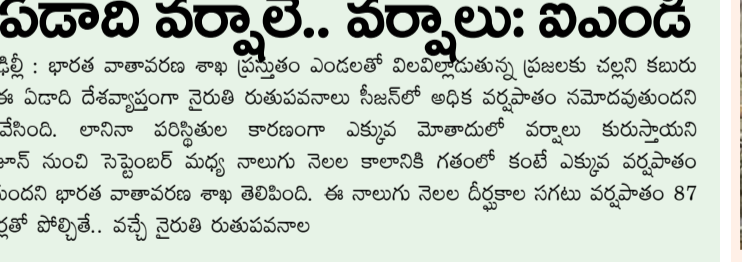 ఏడాది వర్షాలే.. వర్షాలు: ఐఎండీ
ఢిల్లీ : భారత వాతావరణ శాఖ ప్రస్తుతం ఎండలతో విలవిల్లాడుతున్న ప్రజలకు చల్లని కబురు
ఈ ఏడాది దేశవ్యాప్తంగా నైరుతి రుతుపవనాలు సీజన్‌లో అధిక వర్షపాతం నమోదవుతుందని
వేసింది. లానినా పరిస్థితుల కారణంగా ఎక్కువ మోతాదులో వర్షాలు కురుస్తాయని
జూన్ నుంచి సెప్టెంబర్ మధ్య నాలుగు నెలల కాలానికి గతంలో కంటే ఎక్కువ వర్షపాతం
భారత వాతావరణ శాఖ తెలిపింది. ఈ నాలుగు నెలల దీర్ఘకాల సగటు వర్షపాతం 87
పోల్చితే.. వచ్చే నైరుతి రుతుపవనాల